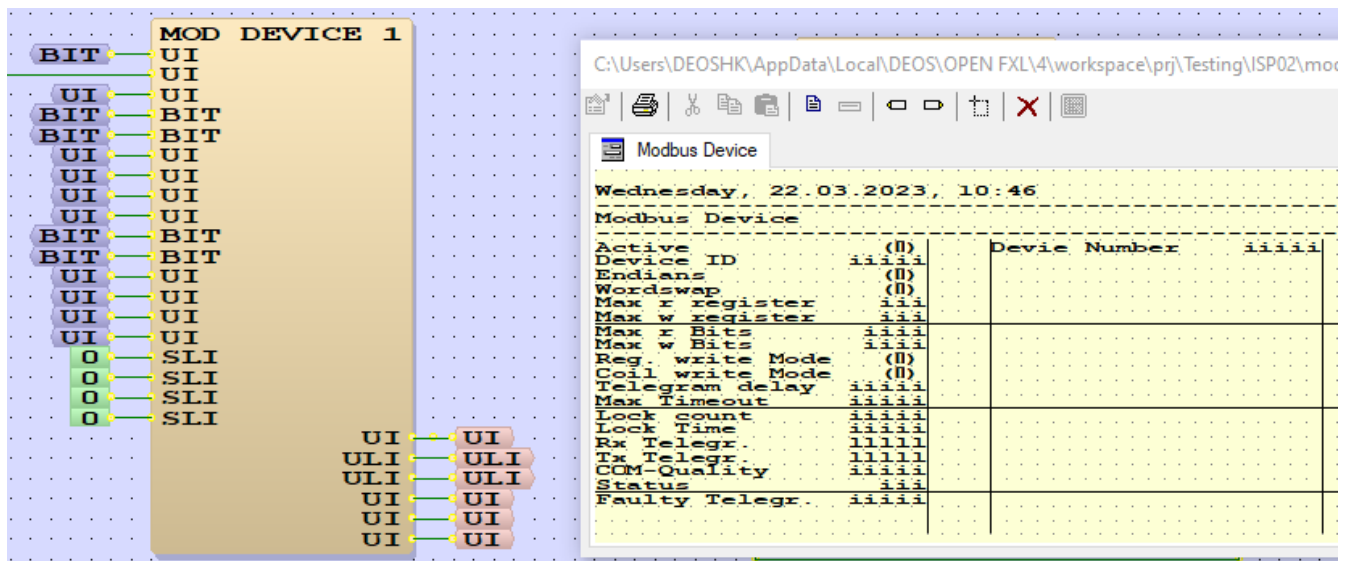 MOD DEVICE 1
BIT UI
UI
UI UI
BIT BIT
BIT BIT
UI UI
UI UI
UI UI
UI UI
BIT BIT
BIT BIT
UI UI
UI UI
UI UI
UI UI
0 SLI
0 SLI
0 SLI
0 SLI
UI UI
ULI ULI
ULI ULI
UI UI
UI UI
UI UI
C:\Users\DEOSHK\AppData\Local\DEOS\OPEN FXL\4\workspace\prj\Testing\ISP02\mod
Modbus Device
Wednesday, 22.03.2023, 10:46
Modbus Device
Active (0) Devie Number iiiii
Device ID iiiii
Endians (0)
Wordswap (0)
Max r register iii
Max w register iii
Max r Bits iiii
Max w Bits iiii
Reg. write Mode (0)
Coil write Mode (0)
Telegram delay iiiii
Max Timeout iiiii
Lock count iiiii
Lock Time iiiii
Rx Telegr. lllll
Tx Telegr. lllll
COM-Quality iiiii
Status iii
Faulty Telegr. iiiii